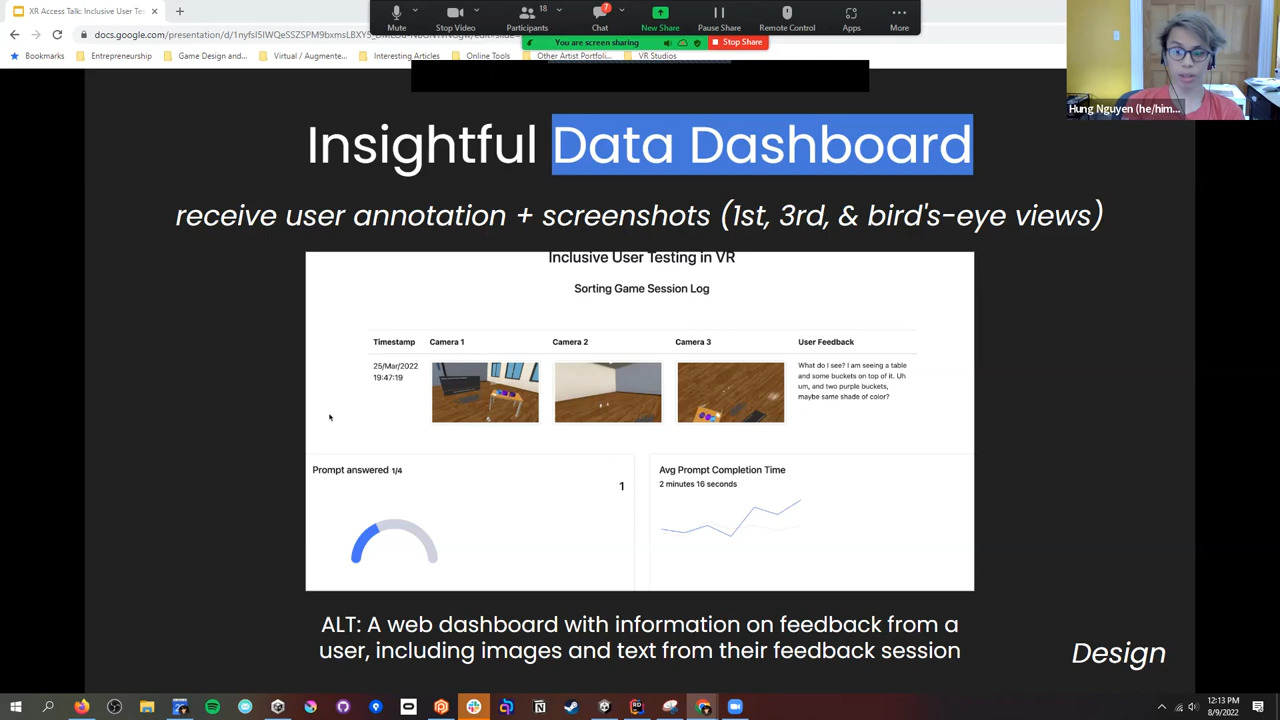 XR Access Talk: Inclusive User Tes
Mute
Stop Video
18
Participants
7
Chat
New Share
Pause Share
Remote Control
Apps
More
You are screen sharing
Stop Share
Bookmarks
Entrepreneurship
Game Design and...
Virtual / Augmente...
Interesting Articles
Online Tools
Other Artist Portfoli...
VR Studios
Hung Nguyen (he/him...
Insightful Data Dashboard
receive user annotation + screenshots (1st, 3rd, & bird's-eye views)
Inclusive User Testing in VR
Sorting Game Session Log
Timestamp Camera 1 Camera 2 Camera 3 User Feedback
25/Mar/2022
19:47:19
What do I see? I am seeing a table
and some buckets on top of it. Uh
um, and two purple buckets,
maybe same shade of color?
Prompt answered 1/4
1
Avg Prompt Completion Time
2 minutes 16 seconds
ALT: A web dashboard with information on feedback from a
user, including images and text from their feedback session
Design
12:13 PM
8/9/2022